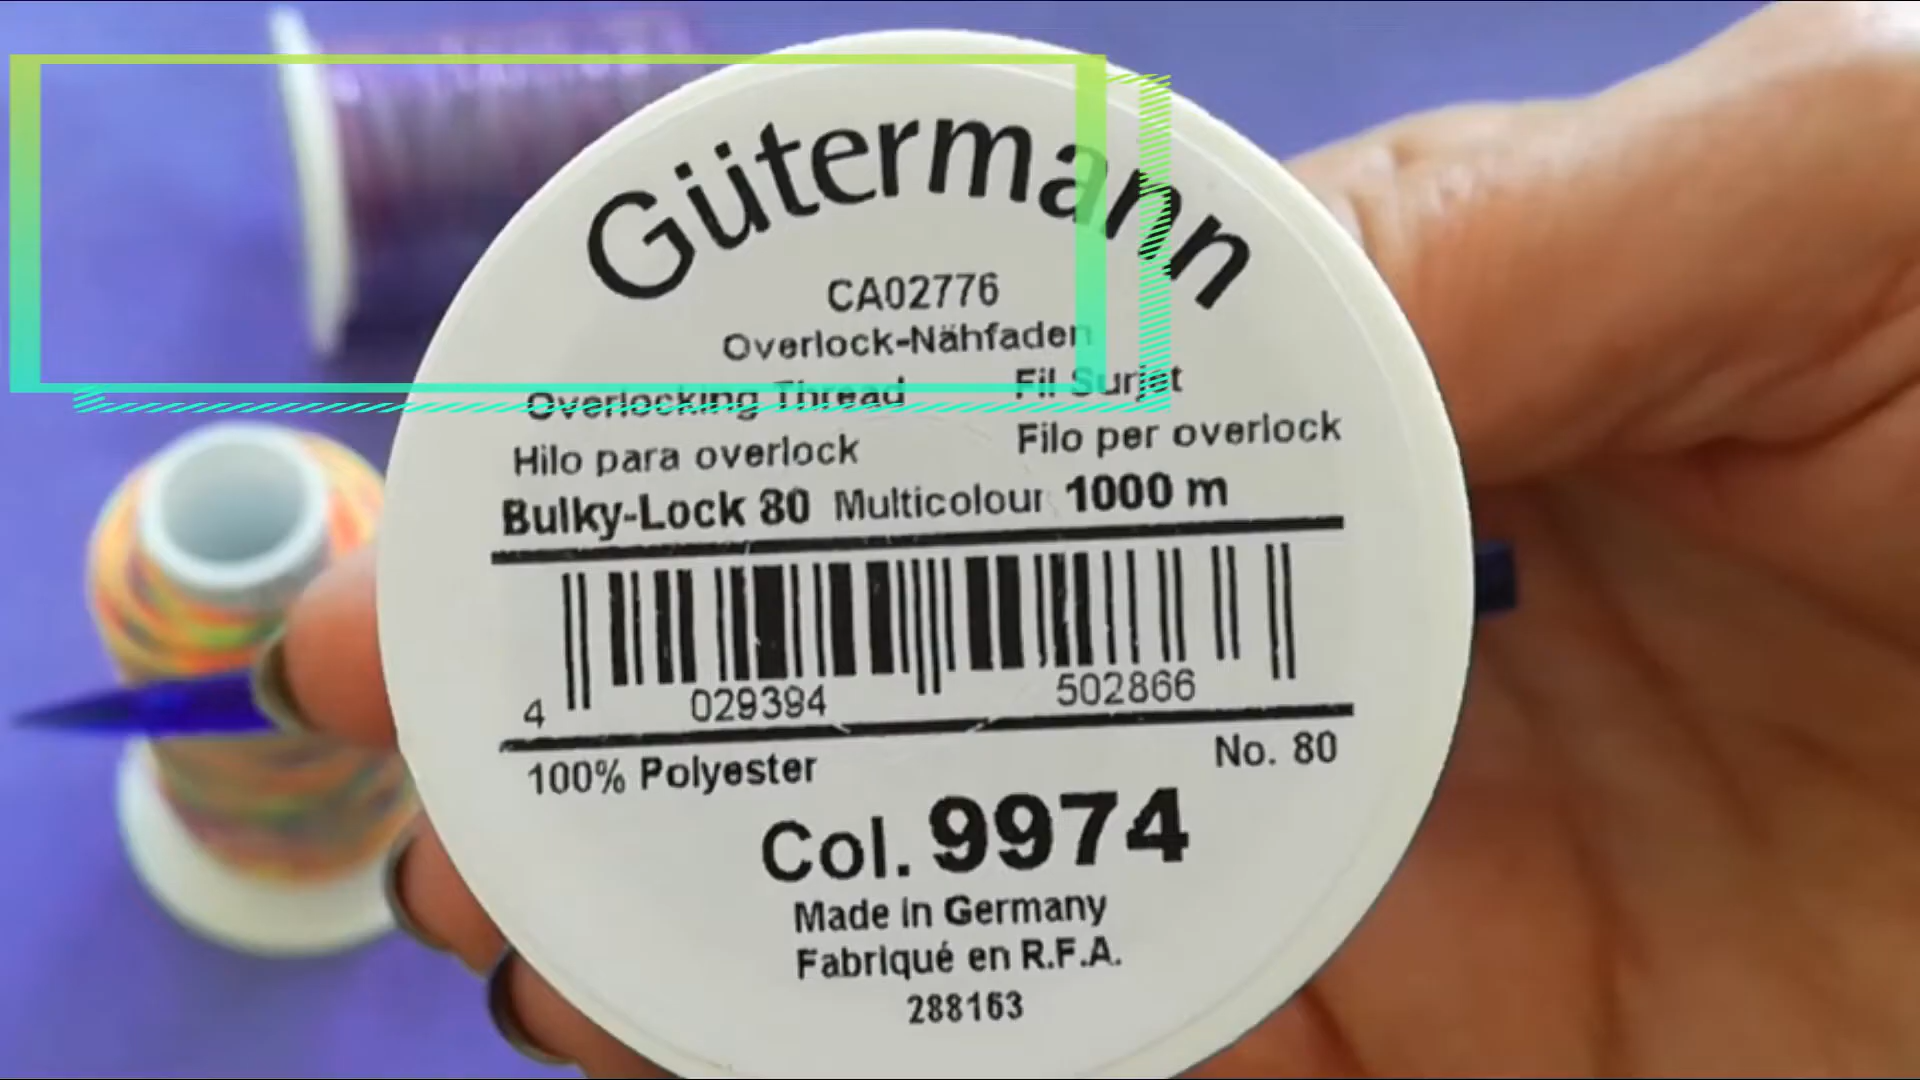 Gütermann
CA02776
Overlock-Nähfaden
Overlocking Thread Fil Surjet
Hilo para overlock Filo per overlock
Bulky-Lock 80 Multicolour 1000 m
4 029394 502866
100% Polyester No. 80
Col. 9974
Made in Germany
Fabriqué en R.F.A.
288163